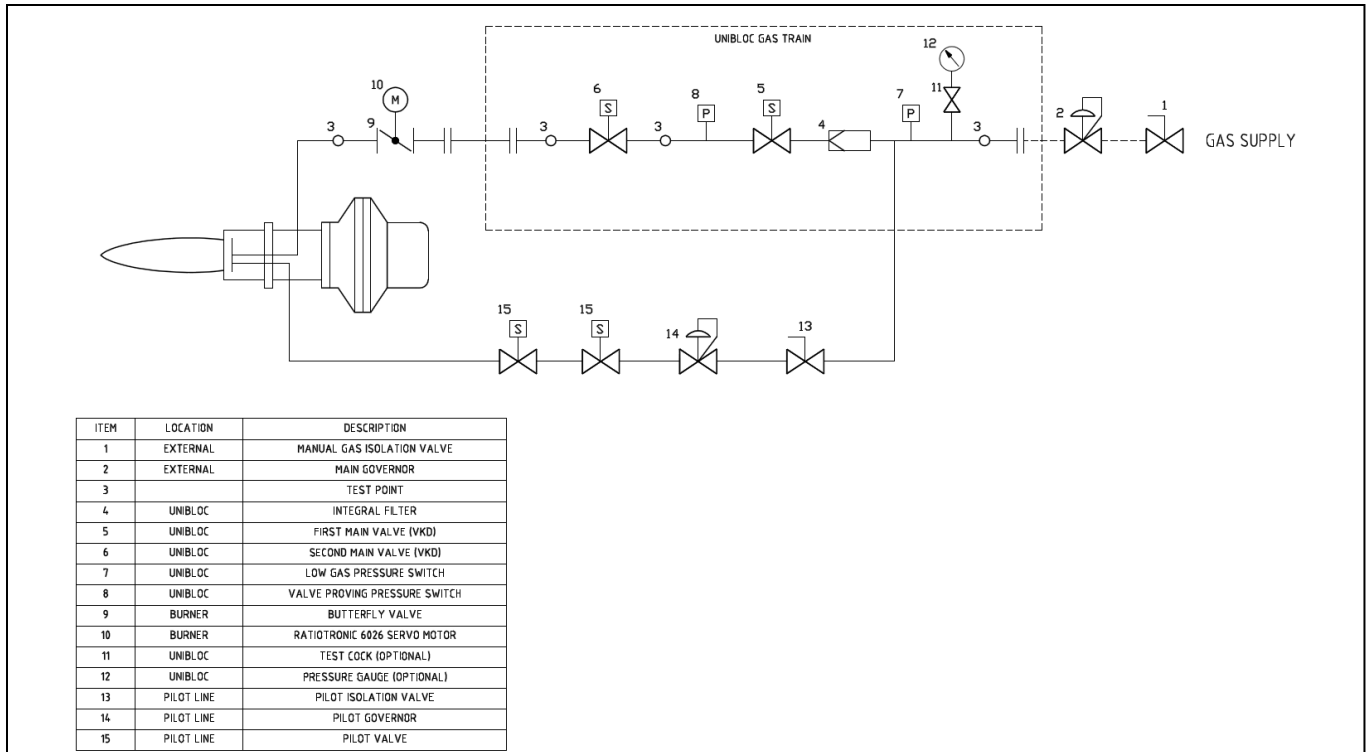 UNIBLOC GAS TRAIN
12
10
M
6
S
8
P
5
S
7
P
11
2
1
3
9
3
3
4
3
GAS SUPPLY
15
S
15
S
14
13
ITEM LOCATION DESCRIPTION
1 EXTERNAL MANUAL GAS ISOLATION VALVE
2 EXTERNAL MAIN GOVERNOR
3 TEST POINT
4 UNIBLOC INTEGRAL FILTER
5 UNIBLOC FIRST MAIN VALVE (VKD)
6 UNIBLOC SECOND MAIN VALVE (VKD)
7 UNIBLOC LOW GAS PRESSURE SWITCH
8 UNIBLOC VALVE PROVING PRESSURE SWITCH
9 BURNER BUTTERFLY VALVE
10 BURNER RATIOTRONIC 6026 SERVO MOTOR
11 UNIBLOC TEST COCK (OPTIONAL)
12 UNIBLOC PRESSURE GAUGE (OPTIONAL)
13 PILOT LINE PILOT ISOLATION VALVE
14 PILOT LINE PILOT GOVERNOR
15 PILOT LINE PILOT VALVE